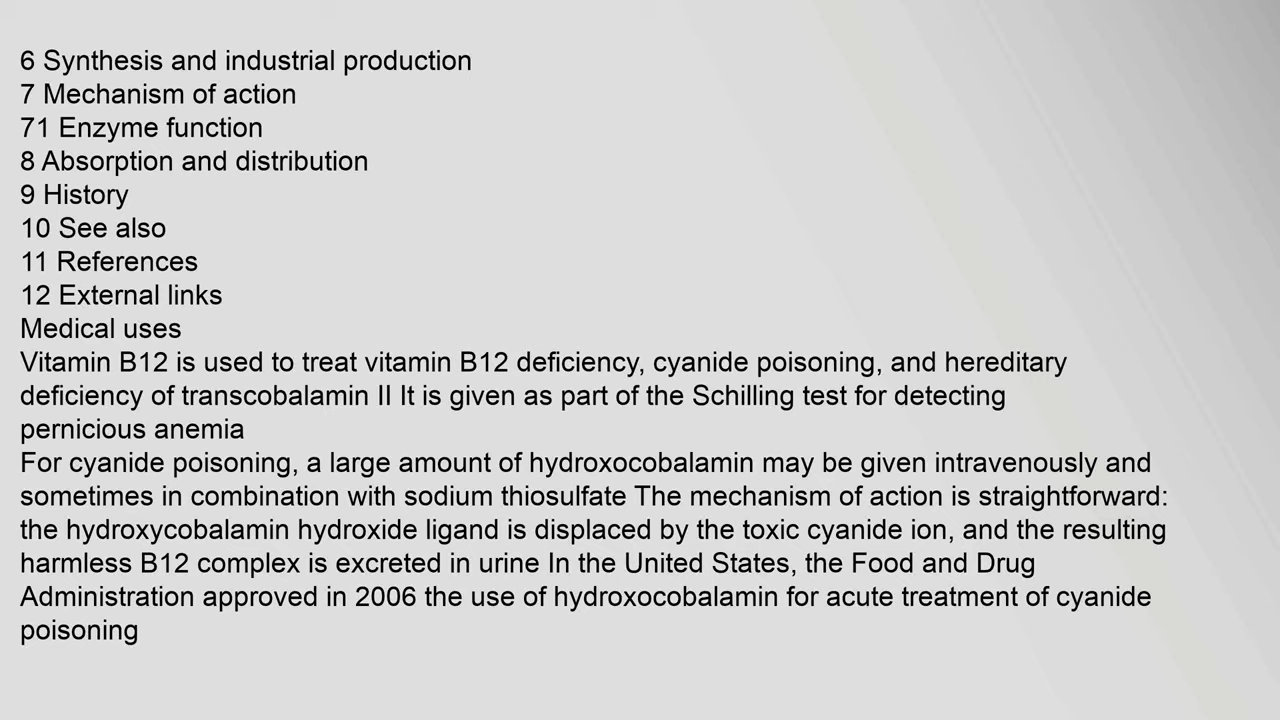 6 Synthesis and industrial production
7 Mechanism of action
71 Enzyme function
8 Absorption and distribution
9 History
10 See also
11 References
12 External links
Medical uses
Vitamin B12 is used to treat vitamin B12 deficiency, cyanide poisoning, and hereditary
deficiency of transcobalamin II It is given as part of the Schilling test for detecting
pernicious anemia
For cyanide poisoning, a large amount of hydroxocobalamin may be given intravenously and
sometimes in combination with sodium thiosulfate The mechanism of action is straightforward:
the hydroxycobalamin hydroxide ligand is displaced by the toxic cyanide ion, and the resulting
harmless B12 complex is excreted in urine In the United States, the Food and Drug
Administration approved in 2006 the use of hydroxocobalamin for acute treatment of cyanide
poisoning